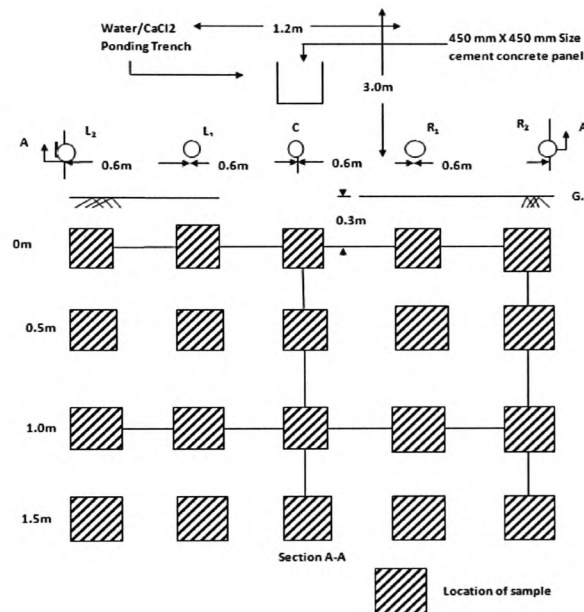 Water/CaCl2
Ponding Trench
1.2m
450 mm X 450 mm Size
cement concrete panel
3.0m
A L₂ L₁ C R₁ R₂ A
0.6m 0.6m 0.6m 0.6m
G.
0.3m
0m
0.5m
1.0m
1.5m
Section A-A
Location of sample